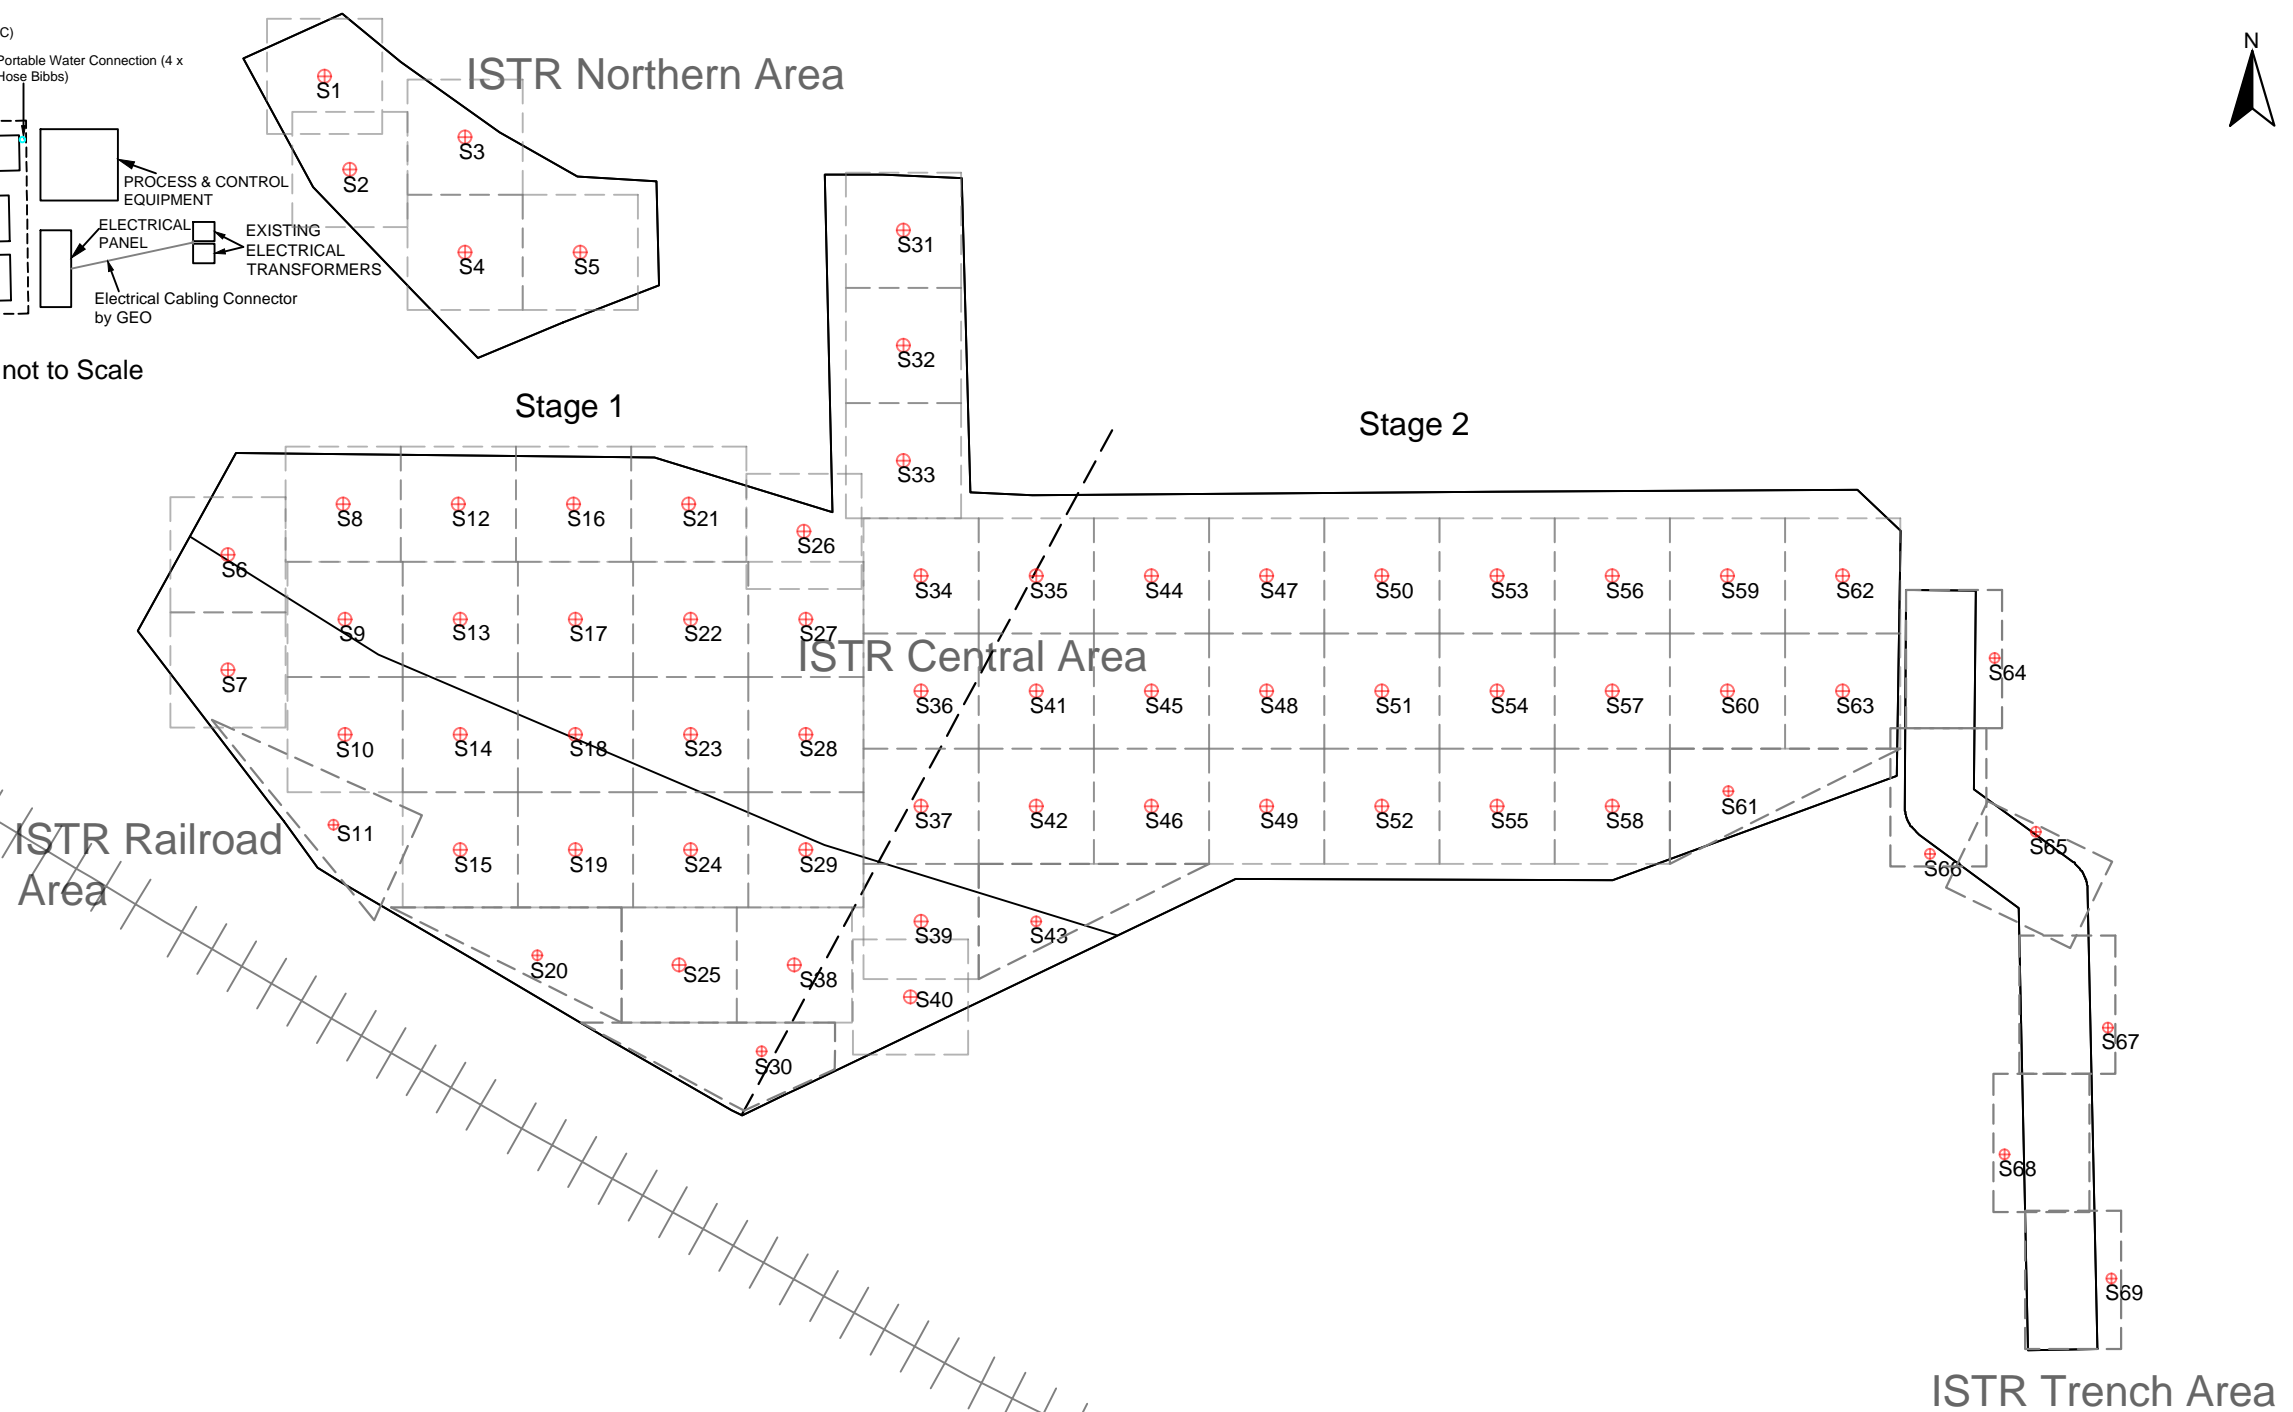 C)
Portable Water Connection (4 x
Hose Bibbs)
PROCESS & CONTROL
EQUIPMENT
ELECTRICAL
PANEL
EXISTING
ELECTRICAL
TRANSFORMERS
Electrical Cabling Connector
by GEO
not to Scale
ISTR Northern Area
N
S1
S2
S3
S4
S5
Stage 1
Stage 2
S31
S32
S33
S8
S12
S16
S21
S26
S6
S9
S13
S17
S22
S27
S34
S35
S44
S47
S50
S53
S56
S59
S62
ISTR Central Area
S7
S10
S14
S18
S23
S28
S36
S41
S45
S48
S51
S54
S57
S60
S63
S64
ISTR Railroad
Area
S11
S15
S19
S24
S29
S37
S42
S46
S49
S52
S55
S58
S61
S66
S65
S20
S25
S38
S39
S43
S40
S30
S67
S68
S69
ISTR Trench Area